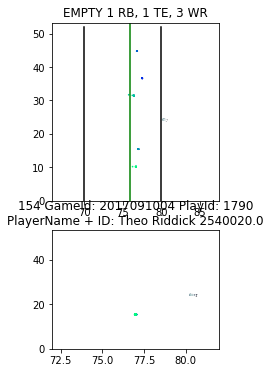 EMPTY 1 RB, 1 TE, 3 WR
50
40
30
20
10
0
70 75 80 85
154 GameId: 2017091004 PlayId: 1790
PlayerName + ID: Theo Riddick 2540020.0
40
20
0
72.5 75.0 77.5 80.0